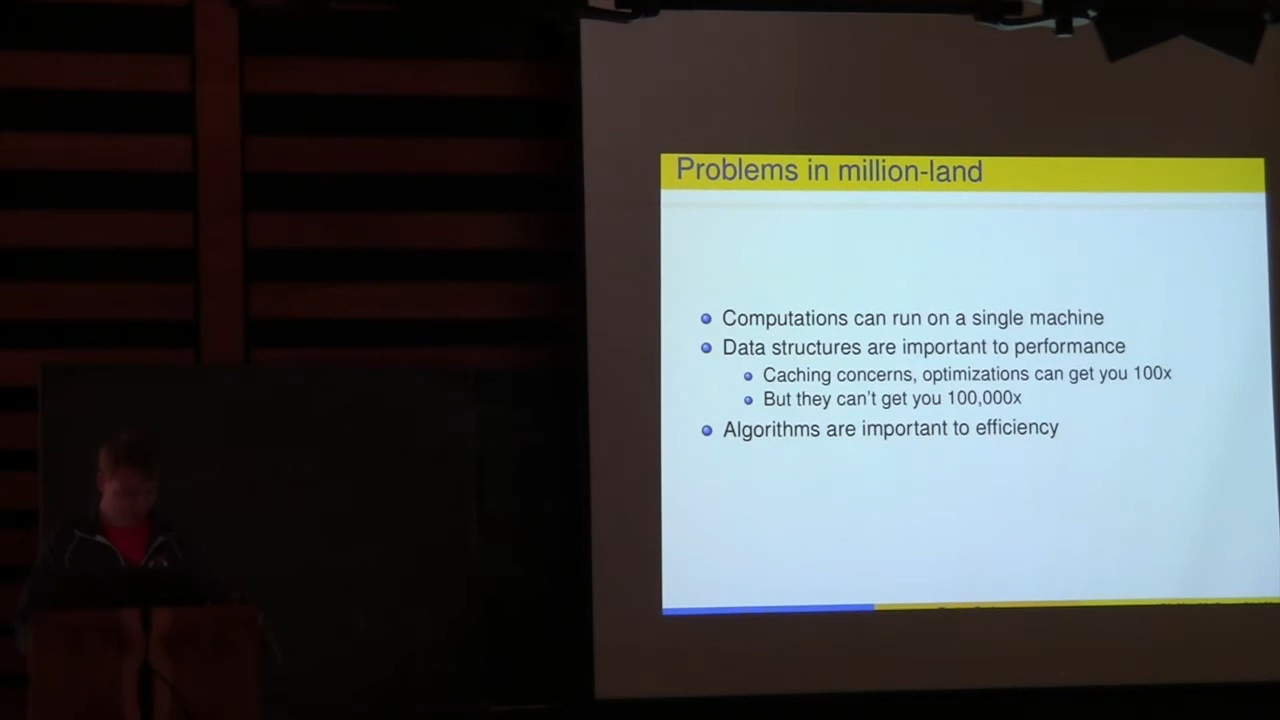 Problems in million-land
Computations can run on a single machine
Data structures are important to performance
Caching concerns, optimizations can get you 100x
But they can't get you 100,000x
Algorithms are important to efficiency